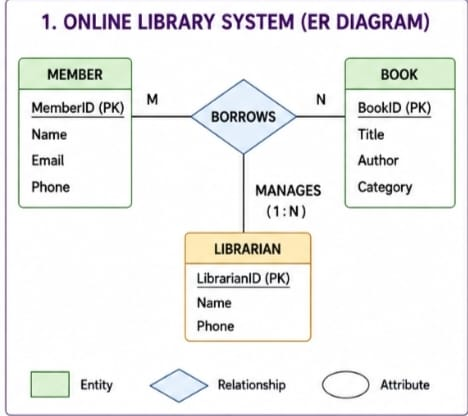 1. ONLINE LIBRARY SYSTEM (ER DIAGRAM)
MEMBER
MemberID (PK)
Name
Email
Phone
M
BORROWS
N
BOOK
BookID (PK)
Title
Author
Category
MANAGES
(1:N)
LIBRARIAN
LibrarianID (PK)
Name
Phone
Entity
Relationship
Attribute